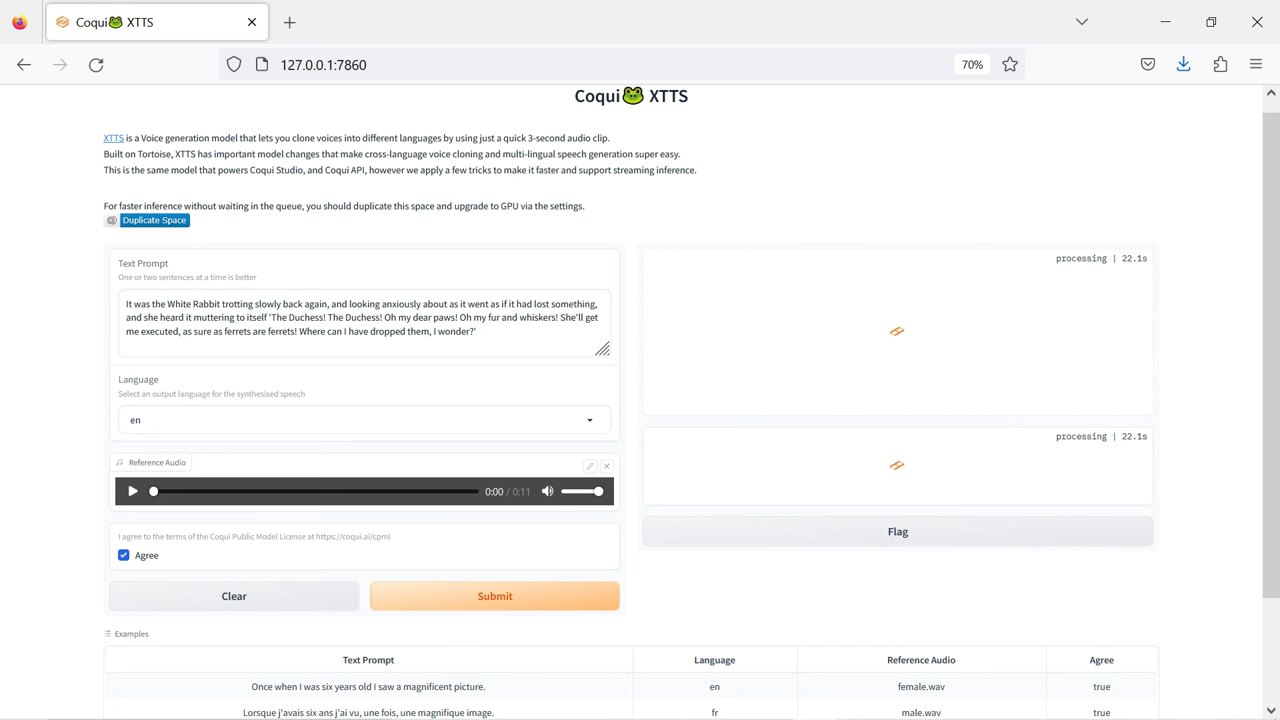 Coqui🐸 XTTS
127.0.0.1:7860
70%
Coqui🐸 XTTS
XTTS is a Voice generation model that lets you clone voices into different languages by using just a quick 3-second audio clip.
Built on Tortoise, XTTS has important model changes that make cross-language voice cloning and multi-lingual speech generation super easy.
This is the same model that powers Coqui Studio, and Coqui API, however we apply a few tricks to make it faster and support streaming inference.
For faster inference without waiting in the queue, you should duplicate this space and upgrade to GPU via the settings.
Duplicate Space
Text Prompt
One or two sentences at a time is better
It was the White Rabbit trotting slowly back again, and looking anxiously about as it went as if it had lost something,
and she heard it muttering to itself 'The Duchess! The Duchess! Oh my dear paws! Oh my fur and whiskers! She'll get
me executed, as sure as ferrets are ferrets! Where can I have dropped them, I wonder?'
Language
Select an output language for the synthesised speech
en
Reference Audio
0:00 / 0:11
I agree to the terms of the Coqui Public Model License at https://coqui.ai/cpml
Agree
Clear
Submit
processing | 22.1s
processing | 22.1s
Flag
Examples
Text Prompt Language Reference Audio Agree
Once when I was six years old I saw a magnificent picture. en female.wav true
Lorsque j'avais six ans j'ai vu, une fois, une magnifique image. fr male.wav true